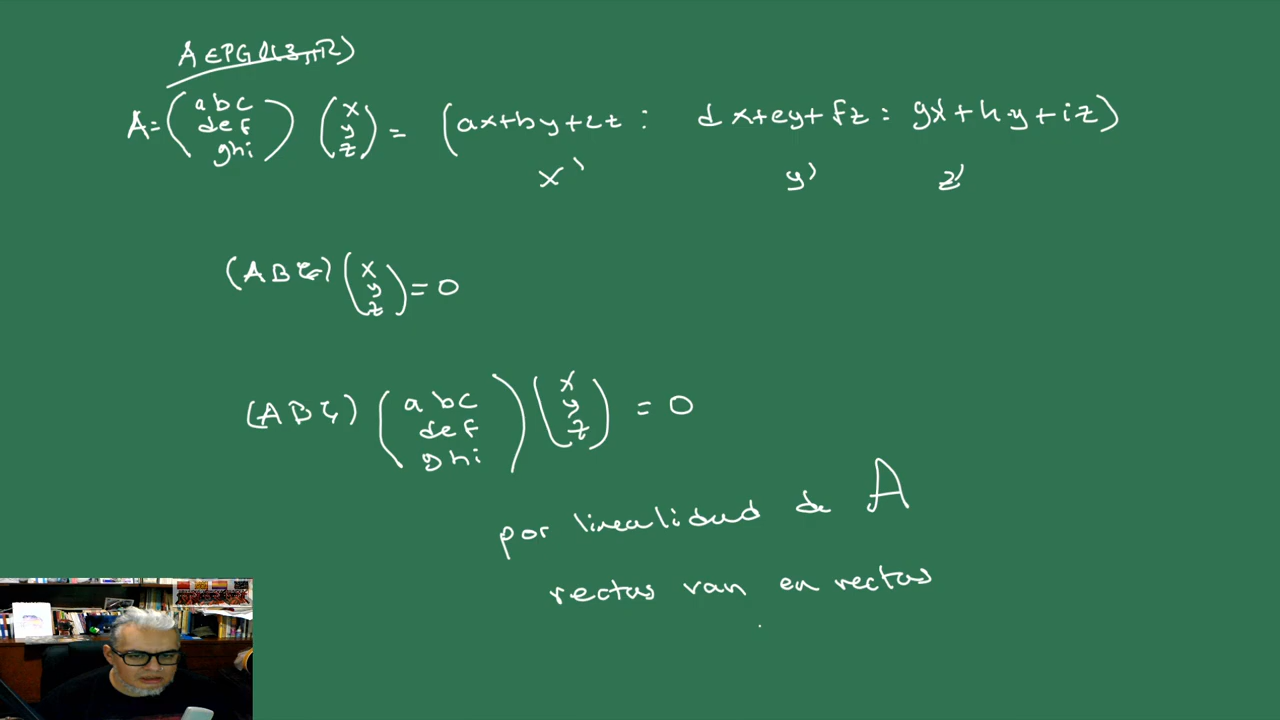 A ∈ PGl(3, ℝ)
A = (a b c / d e f / g h i) (x / y / z) = (ax+by+cz : dx+ey+fz : gx+hy+iz)
x' y' z'
(A B C) (x / y / z) = 0
(A B C) (a b c / d e f / g h i) (x / y / z) = 0
por linealidad de A
rectas van en rectas